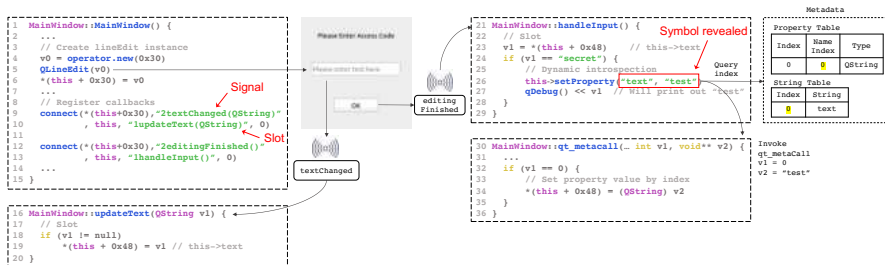 1 MainWindow::MainWindow() {
2 ...
3 // Create lineEdit instance
4 v0 = operator.new(0x30)
5 QLineEdit(v0)
6 *(this + 0x30) = v0
7 ...
8 // Register callbacks
9 connect(*(this+0x30),"2textChanged(QString)"
10 , this, "1updateText(QString)", 0)
11
12 connect(*(this+0x30),"2editingFinished()"
13 , this, "lhandleInput()", 0)
14 ...
15 }
Signal
Slot
16 MainWindow::updateText(QString v1) {
17 // Slot
18 if (v1 != null)
19 *(this + 0x48) = v1 // this->text
20 }
Please Enter Access Code
Please enter text here
OK
textChanged
editing
Finished
21 MainWindow::handleInput() {
22 // Slot
23 v1 = *(this + 0x48) // this->text
24 if (v1 == "secret") {
25 // Dynamic introspection
26 this->setProperty("text", "test")
27 qDebug() << v1 // Will print out "test"
28 }
29 }
Symbol revealed
Query
index
30 MainWindow::qt_metacall(… int v1, void** v2) {
31 ...
32 if (v1 == 0) {
33 // Set property value by index
34 *(this + 0x48) = (QString) v2
35 }
36 }
Metadata
Property Table
Index Name Index Type
0 0 QString
String Table
Index String
0 text
Invoke
qt_metaCall
v1 = 0
v2 = "test"